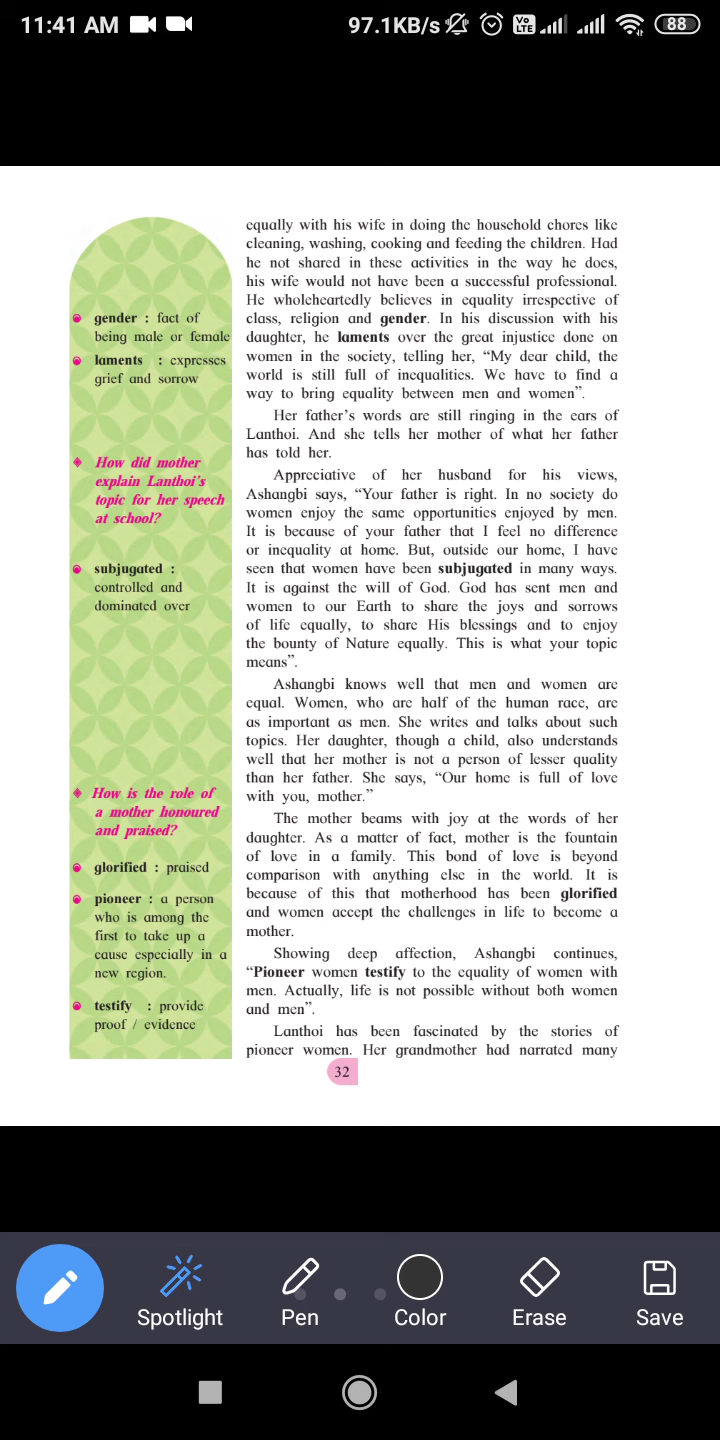 11:41 AM
97.1KB/s
Vo LTE
88
equally with his wife in doing the household chores like
cleaning, washing, cooking and feeding the children. Had
he not shared in these activities in the way he does,
his wife would not have been a successful professional.
He wholeheartedly believes in equality irrespective of
class, religion and gender. In his discussion with his
daughter, he laments over the great injustice done on
women in the society, telling her, “My dear child, the
world is still full of inequalities. We have to find a
way to bring equality between men and women”.
Her father’s words are still ringing in the ears of
Lanthoi. And she tells her mother of what her father
has told her.
Appreciative of her husband for his views,
Ashangbi says, “Your father is right. In no society do
women enjoy the same opportunities enjoyed by men.
It is because of your father that I feel no difference
or inequality at home. But, outside our home, I have
seen that women have been subjugated in many ways.
It is against the will of God. God has sent men and
women to our Earth to share the joys and sorrows
of life equally, to share His blessings and to enjoy
the bounty of Nature equally. This is what your topic
means”.
Ashangbi knows well that men and women are
equal. Women, who are half of the human race, are
as important as men. She writes and talks about such
topics. Her daughter, though a child, also understands
well that her mother is not a person of lesser quality
than her father. She says, “Our home is full of love
with you, mother.”
The mother beams with joy at the words of her
daughter. As a matter of fact, mother is the fountain
of love in a family. This bond of love is beyond
comparison with anything else in the world. It is
because of this that motherhood has been glorified
and women accept the challenges in life to become a
mother.
Showing deep affection, Ashangbi continues,
“Pioneer women testify to the equality of women with
men. Actually, life is not possible without both women
and men”.
Lanthoi has been fascinated by the stories of
pioneer women. Her grandmother had narrated many
gender : fact of
being male or female
laments : expresses
grief and sorrow
How did mother
explain Lanthoi’s
topic for her speech
at school?
subjugated :
controlled and
dominated over
How is the role of
a mother honoured
and praised?
glorified : praised
pioneer : a person
who is among the
first to take up a
cause especially in a
new region.
testify : provide
proof / evidence
32
Spotlight
Pen
Color
Erase
Save